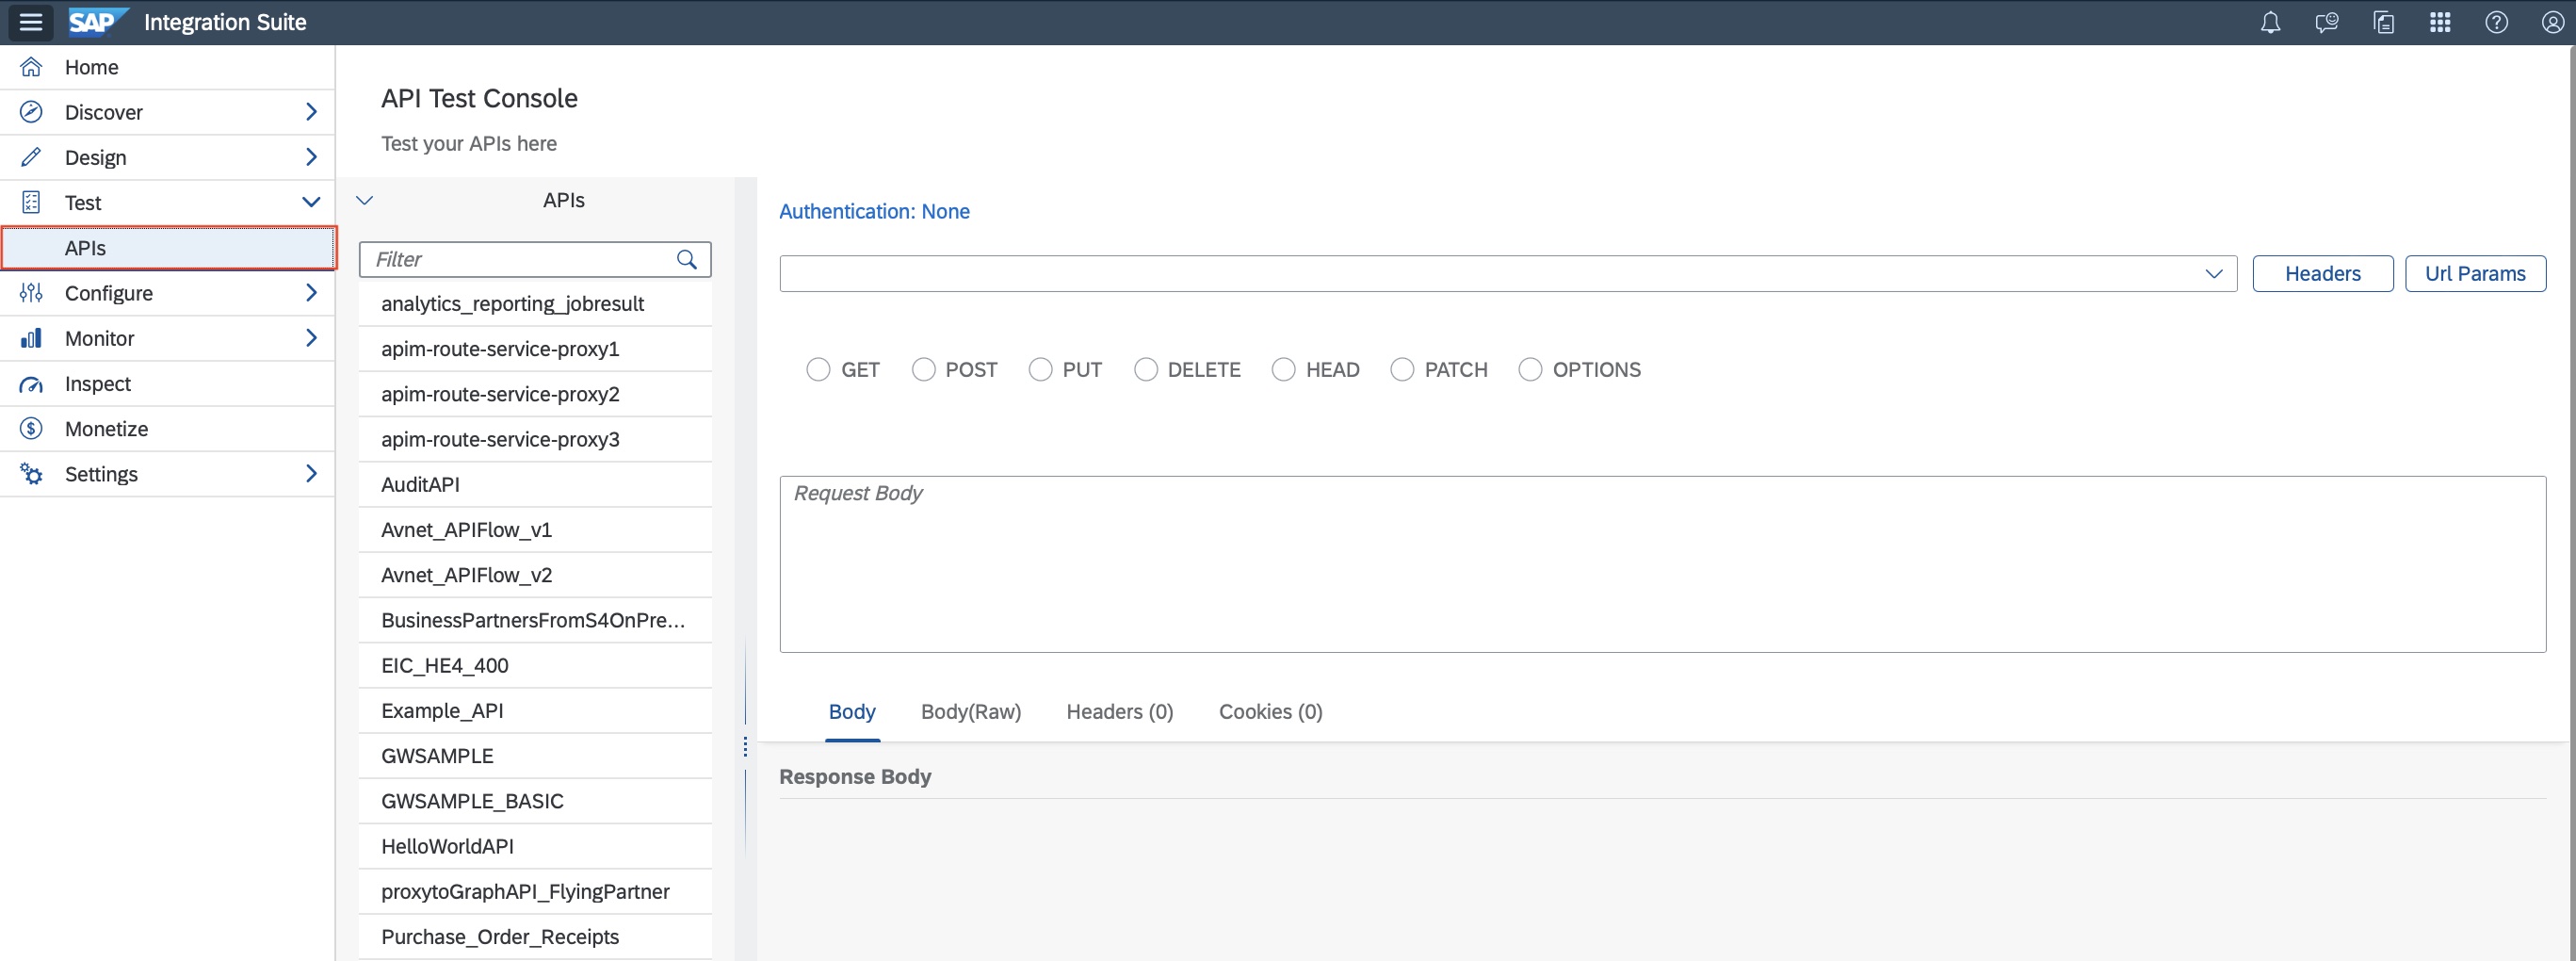 SAP Integration Suite
Home
Discover
Design
Test
APIs
Configure
Monitor
Inspect
Monetize
Settings
API Test Console
Test your APIs here
APIs
Filter
analytics_reporting_jobresult
apim-route-service-proxy1
apim-route-service-proxy2
apim-route-service-proxy3
AuditAPI
Avnet_APIFlow_v1
Avnet_APIFlow_v2
BusinessPartnersFromS4OnPre...
EIC_HE4_400
Example_API
GWSAMPLE
GWSAMPLE_BASIC
HelloWorldAPI
proxytoGraphAPI_FlyingPartner
Purchase_Order_Receipts
Authentication: None
Headers Url Params
GET POST PUT DELETE HEAD PATCH OPTIONS
Request Body
Body Body(Raw) Headers (0) Cookies (0)
Response Body